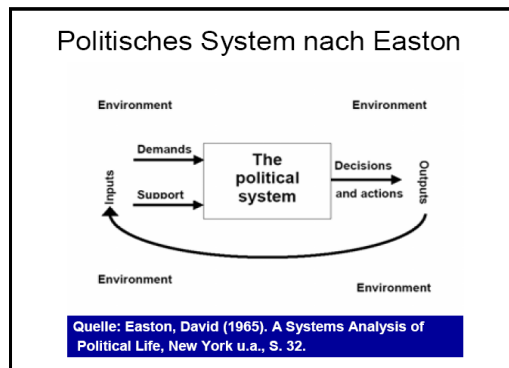 Politisches System nach Easton
Environment
Environment
Demands
Support
Inputs
The
political
system
Decisions
and actions
Outputs
Environment
Environment
Quelle: Easton, David (1965). A Systems Analysis of
Political Life, New York u.a., S. 32.